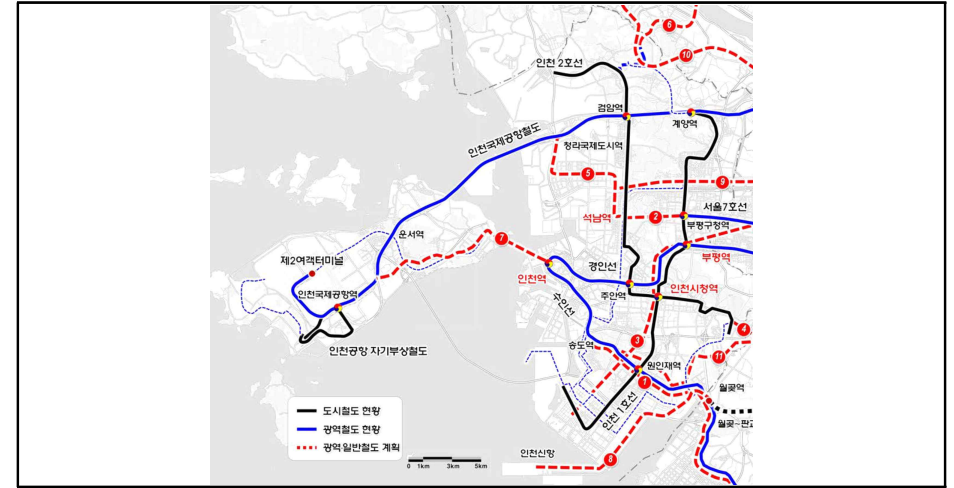 6
10
인천 2호선
검암역
계양역
인천국제공항철도
청라국제도시역
5
9
석남역
2
서울7호선
부평구청역
운서역
7
부평역
제2여객터미널
인천역
경인선
인천시청역
인천국제공항역
주안역
수인선
3
4
인천공항 자기부상철도
송도역
11
원인재역
1
월곶역
인천 1호선
월곶~판교
도시철도 현황
광역철도 현황
광역·일반철도 계획
인천신항
8
0 1km 3km 5km